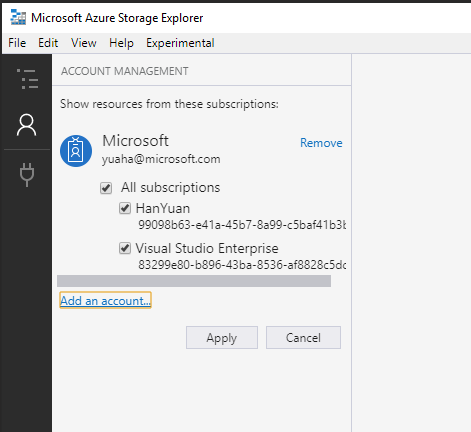 Microsoft Azure Storage Explorer
File Edit View Help Experimental
ACCOUNT MANAGEMENT
Show resources from these subscriptions:
Microsoft
Remove
yuaha@microsoft.com
All subscriptions
HanYuan
99098b63-e41a-45b7-8a99-c5baf41b3b
Visual Studio Enterprise
83299e80-b896-43ba-8536-af8828c5dc
Add an account...
Apply Cancel